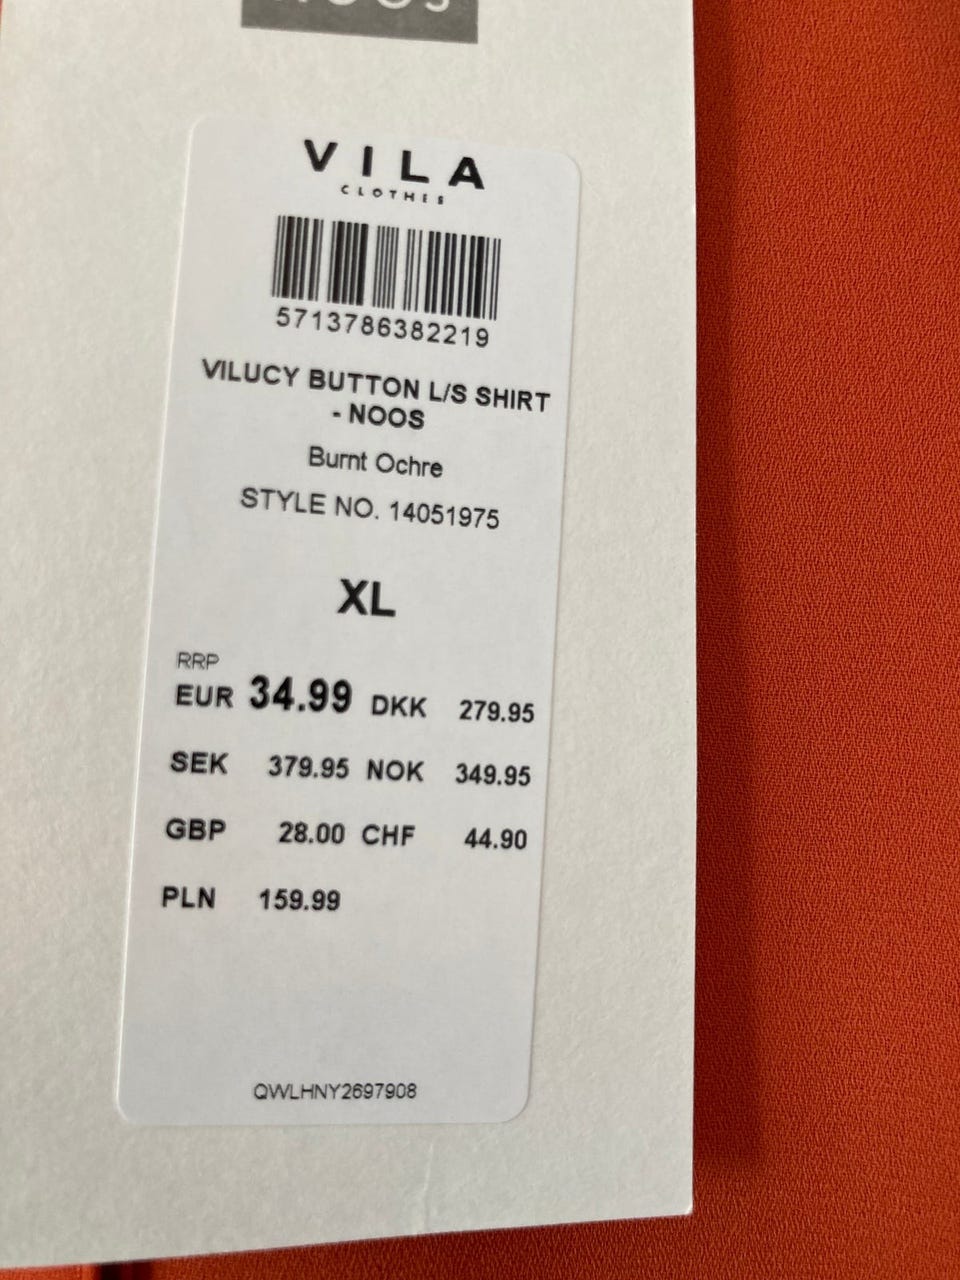 NOOS
VILA
CLOTHES
5713786382219
VILUCY BUTTON L/S SHIRT
- NOOS
Burnt Ochre
STYLE NO. 14051975
XL
RRP
EUR 34.99 DKK 279.95
SEK 379.95 NOK 349.95
GBP 28.00 CHF 44.90
PLN 159.99
QWLHNY2697908